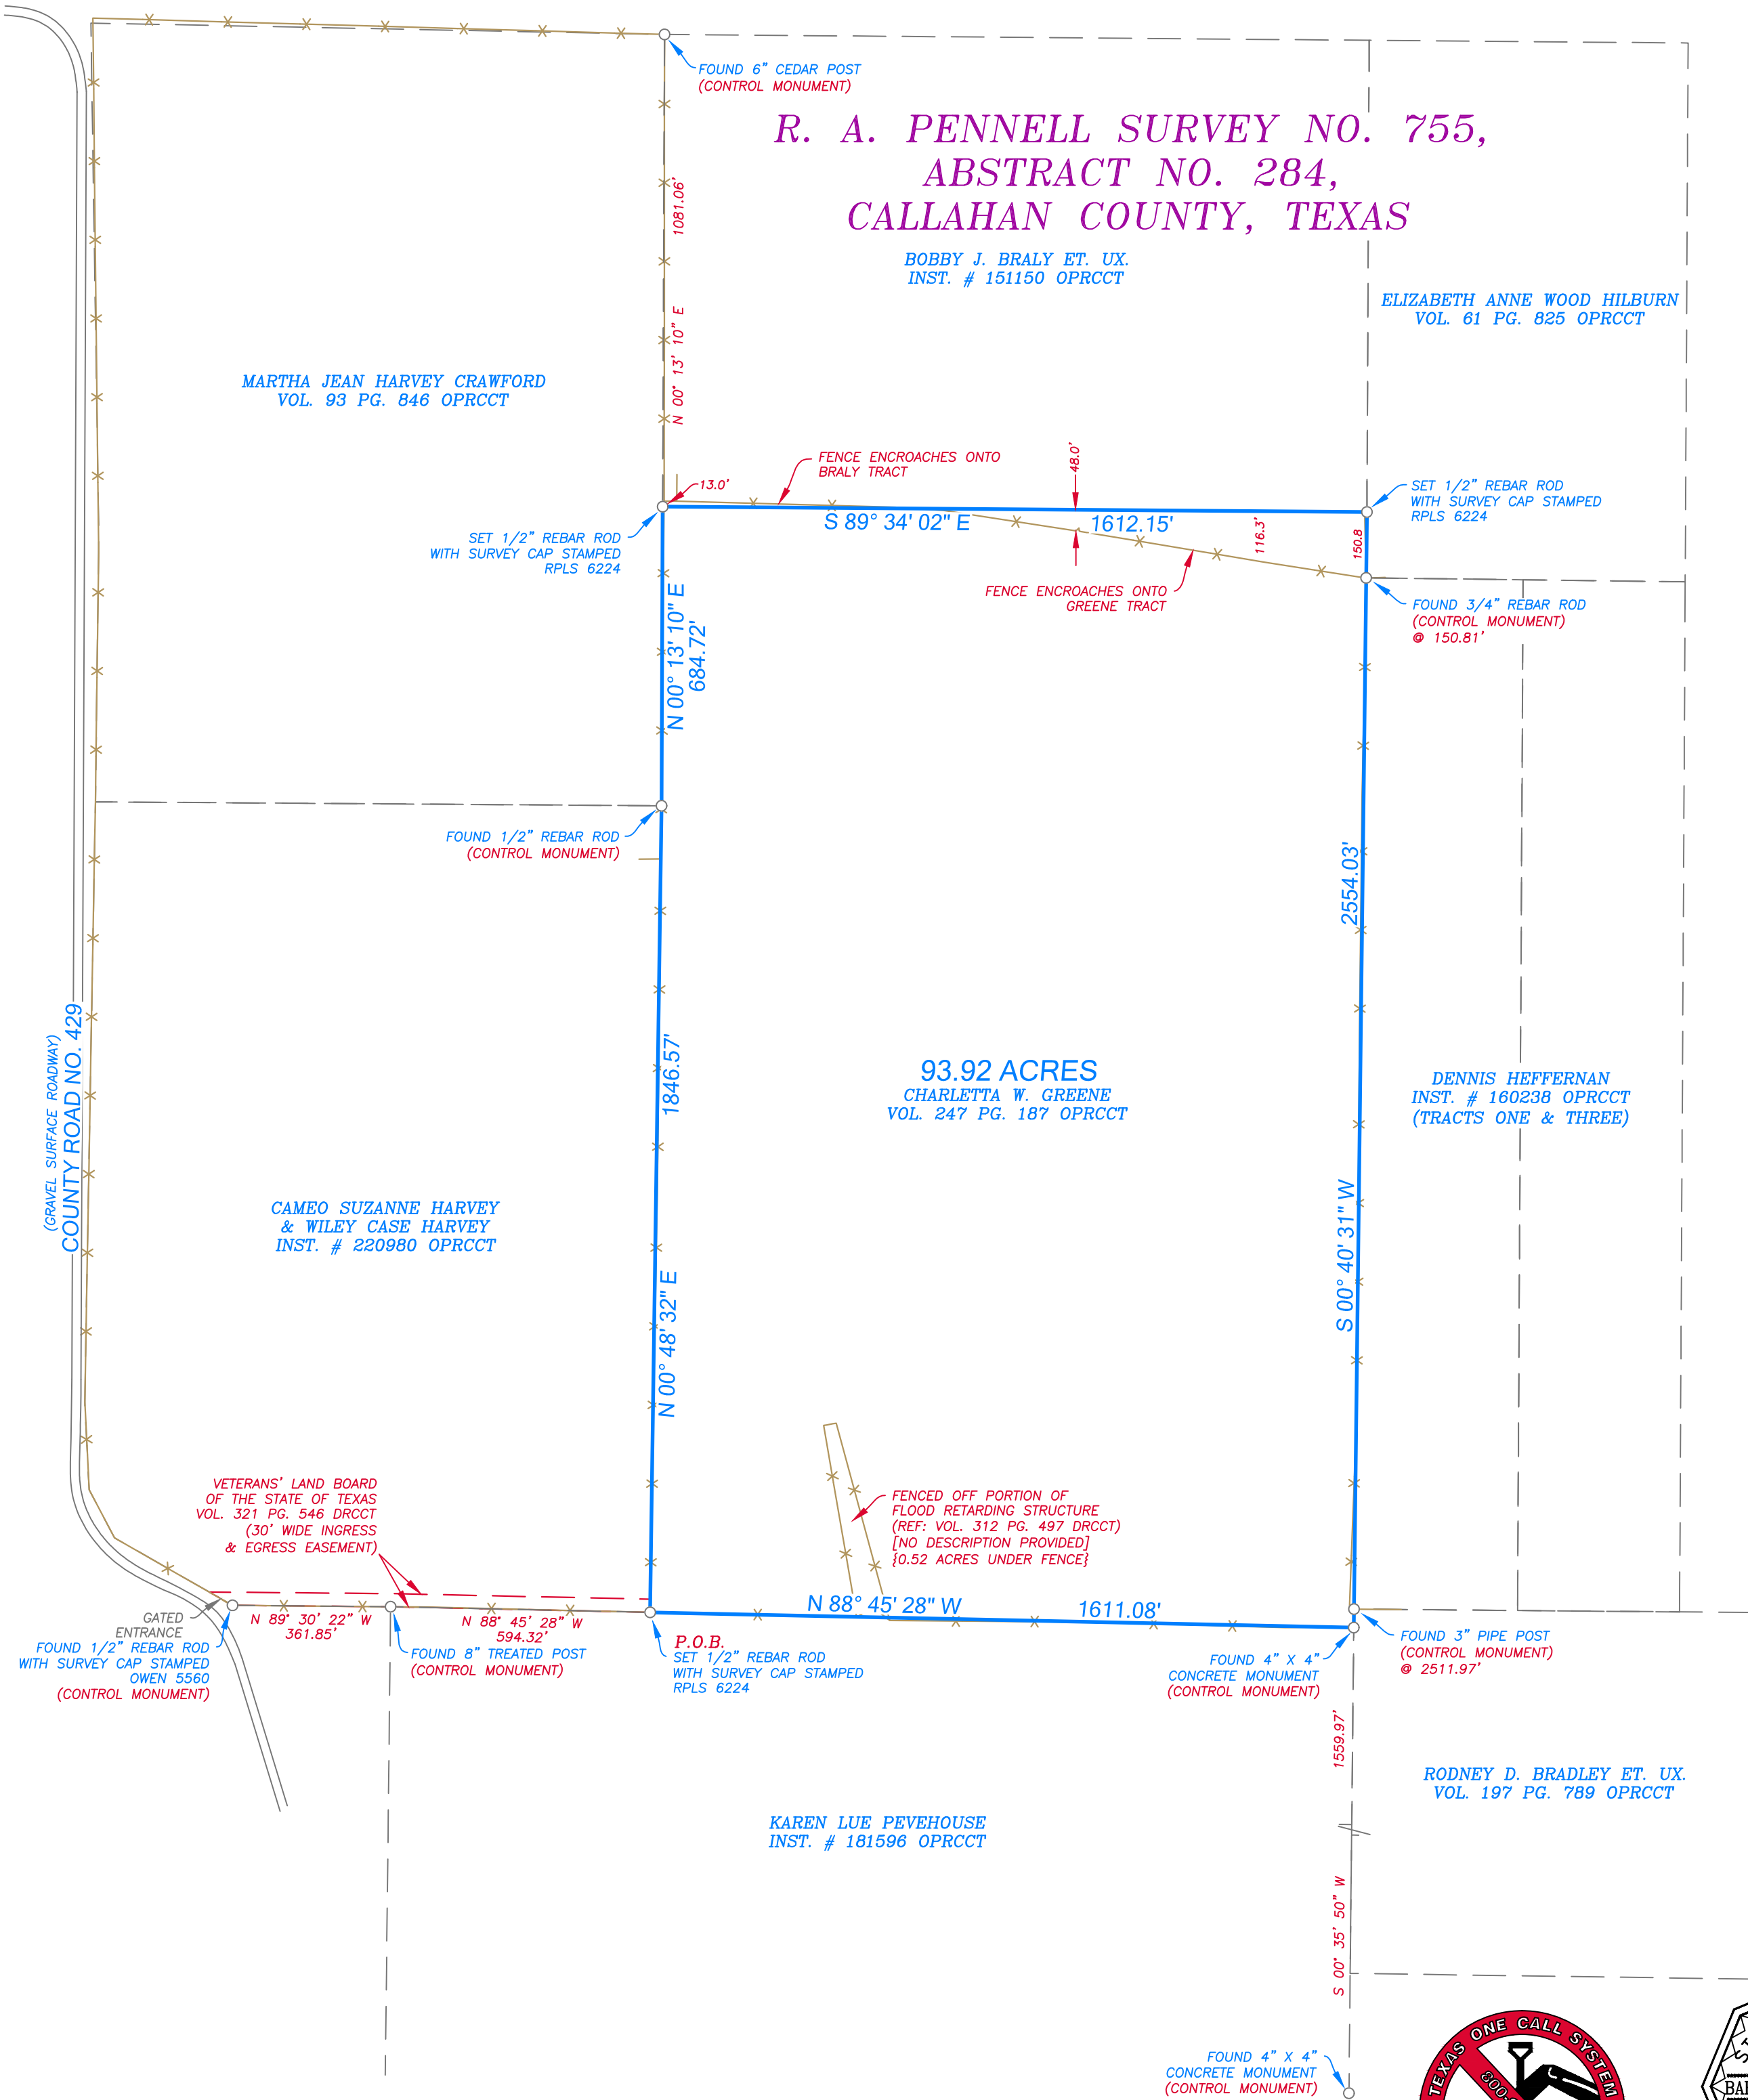 FOUND 6" CEDAR POST
(CONTROL MONUMENT)
R. A. PENNELL SURVEY NO. 755,
ABSTRACT NO. 284,
CALLAHAN COUNTY, TEXAS
1081.06'
N 00° 13' 10" E
BOBBY J. BRALY ET. UX.
INST. # 151150 OPRCCT
ELIZABETH ANNE WOOD HILBURN
VOL. 61 PG. 825 OPRCCT
MARTHA JEAN HARVEY CRAWFORD
VOL. 93 PG. 846 OPRCCT
FENCE ENCROACHES ONTO
BRALY TRACT
48.0'
13.0'
SET 1/2" REBAR ROD
WITH SURVEY CAP STAMPED
RPLS 6224
S 89° 34' 02" E
1612.15'
116.3'
150.8
SET 1/2" REBAR ROD
WITH SURVEY CAP STAMPED
RPLS 6224
FENCE ENCROACHES ONTO
GREENE TRACT
FOUND 3/4" REBAR ROD
(CONTROL MONUMENT)
@ 150.81'
N 00° 13' 10" E
684.72'
FOUND 1/2" REBAR ROD
(CONTROL MONUMENT)
2554.03'
S 00° 40' 31" W
1846.57'
N 00° 48' 32" E
(GRAVEL SURFACE ROADWAY)
COUNTY ROAD NO. 429
93.92 ACRES
CHARLETTA W. GREENE
VOL. 247 PG. 187 OPRCCT
DENNIS HEFFERNAN
INST. # 160238 OPRCCT
(TRACTS ONE & THREE)
CAMEO SUZANNE HARVEY
& WILEY CASE HARVEY
INST. # 220980 OPRCCT
VETERANS' LAND BOARD
OF THE STATE OF TEXAS
VOL. 321 PG. 546 DRCCT
(30' WIDE INGRESS
& EGRESS EASEMENT)
FENCED OFF PORTION OF
FLOOD RETARDING STRUCTURE
(REF: VOL. 312 PG. 497 DRCCT)
[NO DESCRIPTION PROVIDED]
{0.52 ACRES UNDER FENCE}
N 88° 45' 28" W
1611.08'
GATED
ENTRANCE
N 89° 30' 22" W
361.85'
N 88° 45' 28" W
594.32'
FOUND 1/2" REBAR ROD
WITH SURVEY CAP STAMPED
OWEN 5560
(CONTROL MONUMENT)
FOUND 8" TREATED POST
(CONTROL MONUMENT)
P.O.B.
SET 1/2" REBAR ROD
WITH SURVEY CAP STAMPED
RPLS 6224
FOUND 4" X 4"
CONCRETE MONUMENT
(CONTROL MONUMENT)
FOUND 3" PIPE POST
(CONTROL MONUMENT)
@ 2511.97'
1559.97'
S 00° 35' 50" W
RODNEY D. BRADLEY ET. UX.
VOL. 197 PG. 789 OPRCCT
KAREN LUE PEVEHOUSE
INST. # 181596 OPRCCT
FOUND 4" X 4"
CONCRETE MONUMENT
(CONTROL MONUMENT)
TEXAS ONE CALL SYSTEM